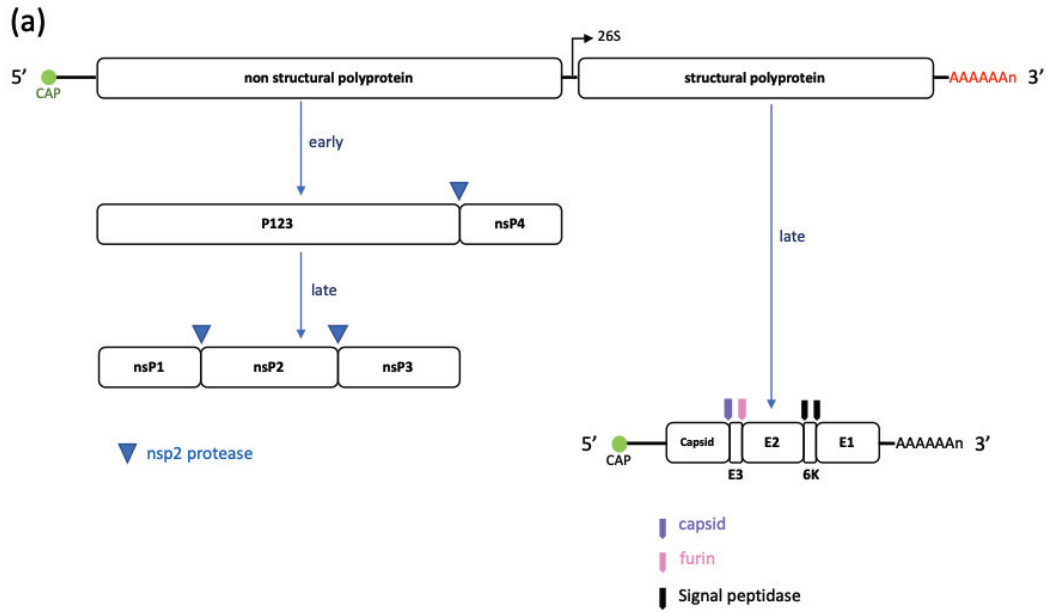 (a)
26S
5’ non structural polyprotein structural polyprotein AAAAAAn 3’
CAP
early
P123 nsP4
late
late
nsP1 nsP2 nsP3
5’ Capsid E2 E1 AAAAAAn 3’
CAP
E3 6K
nsp2 protease
capsid
furin
Signal peptidase